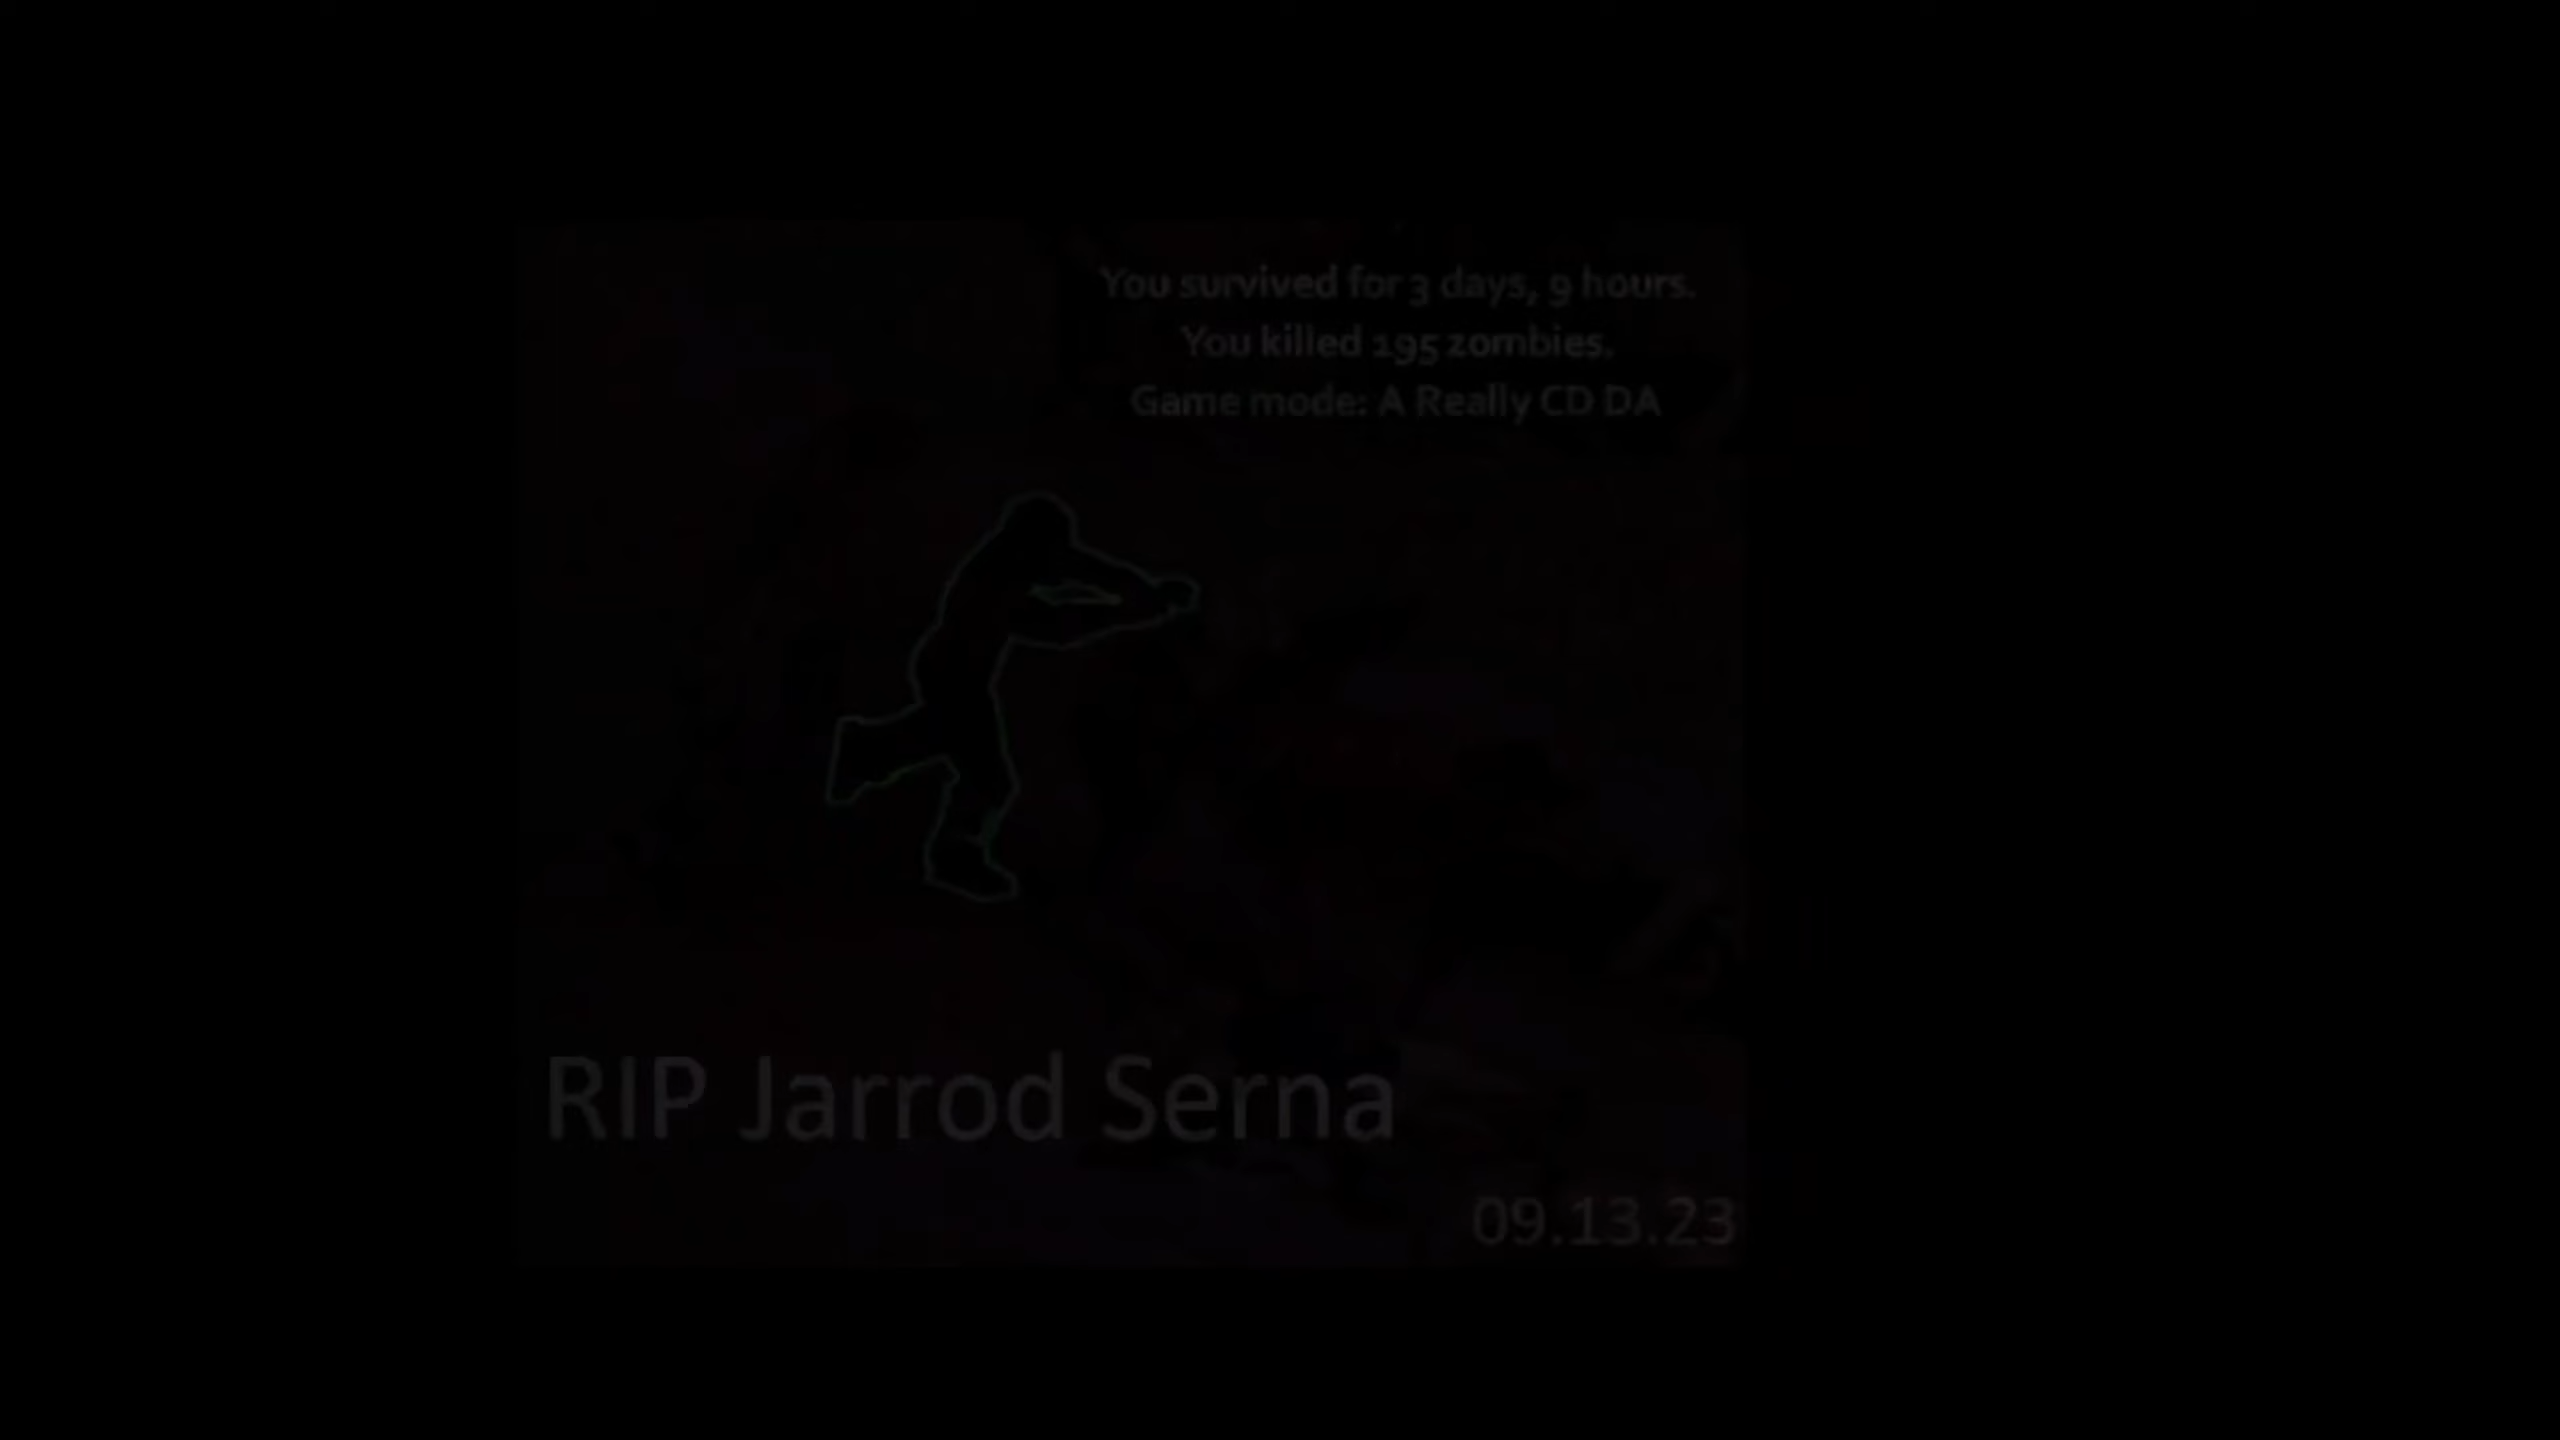 You survived for 3 days, 9 hours.
You killed 195 zombies.
Game mode: A Really CD DA
RIP Jarrod Serna
09.13.23